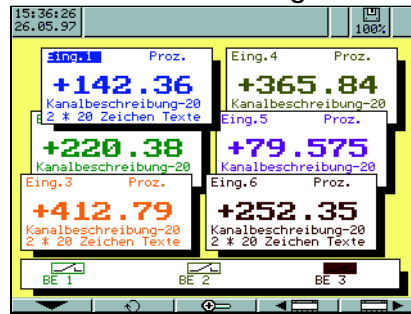 15:36:26
26.05.97
100%
Eing.1 Proz.
+142.36
Kanalbeschreibung-20
2 * 20 Zeichen Texte
Eing.4 Proz.
+365.84
Kanalbeschreibung-20
+220.38
Kanalbeschreibung-20
Eing.5 Proz.
+79.575
Kanalbeschreibung-20
Eing.3 Proz.
+412.79
Kanalbeschreibung-20
2 * 20 Zeichen Texte
Eing.6 Proz.
+252.35
Kanalbeschreibung-20
2 * 20 Zeichen Texte
BE 1 BE 2 BE 3